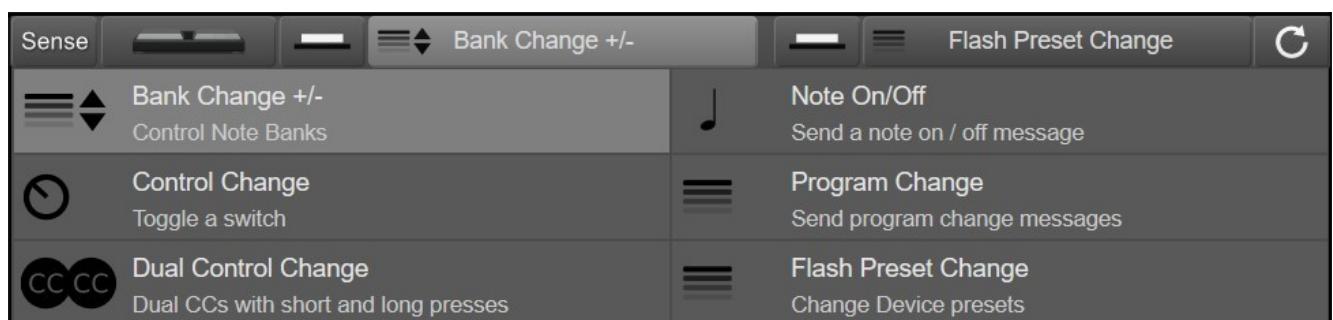 Sense
Bank Change +/-
Flash Preset Change
Bank Change +/-
Control Note Banks
Note On/Off
Send a note on / off message
Control Change
Toggle a switch
Program Change
Send program change messages
CC CC
Dual Control Change
Dual CCs with short and long presses
Flash Preset Change
Change Device presets